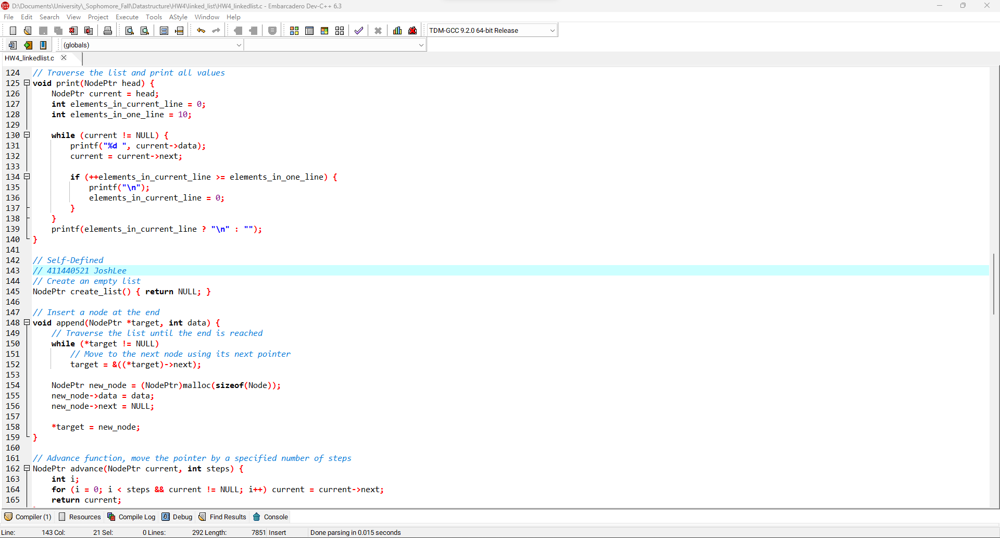 D:\Documents\University\_Sophomore_Fall\Datastructure\HW4\linked_list\HW4_linkedlist.c - Embarcadero Dev-C++ 6.3
File Edit Search View Project Execute Tools AStyle Window Help
TDM-GCC 9.2.0 64-bit Release
(globals)
HW4_linkedlist.c
124 // Traverse the list and print all values
125 void print(NodePtr head) {
126     NodePtr current = head;
127     int elements_in_current_line = 0;
128     int elements_in_one_line = 10;
129
130     while (current != NULL) {
131         printf("%d ", current->data);
132         current = current->next;
133
134         if (++elements_in_current_line >= elements_in_one_line) {
135             printf("\n");
136             elements_in_current_line = 0;
137         }
138     }
139     printf(elements_in_current_line ? "\n" : "");
140 }
141
142 // Self-Defined
143 // 411440521 JoshLee
144 // Create an empty list
145 NodePtr create_list() { return NULL; }
146
147 // Insert a node at the end
148 void append(NodePtr *target, int data) {
149     // Traverse the list until the end is reached
150     while (*target != NULL)
151         // Move to the next node using its next pointer
152         target = &((*target)->next);
153
154     NodePtr new_node = (NodePtr)malloc(sizeof(Node));
155     new_node->data = data;
156     new_node->next = NULL;
157
158     *target = new_node;
159 }
160
161 // Advance function, move the pointer by a specified number of steps
162 NodePtr advance(NodePtr current, int steps) {
163     int i;
164     for (i = 0; i < steps && current != NULL; i++) current = current->next;
165     return current;
Compiler (1) Resources Compile Log Debug Find Results Console
Line: 143 Col: 21 Sel: 0 Lines: 292 Length: 7851 Insert Done parsing in 0.015 seconds